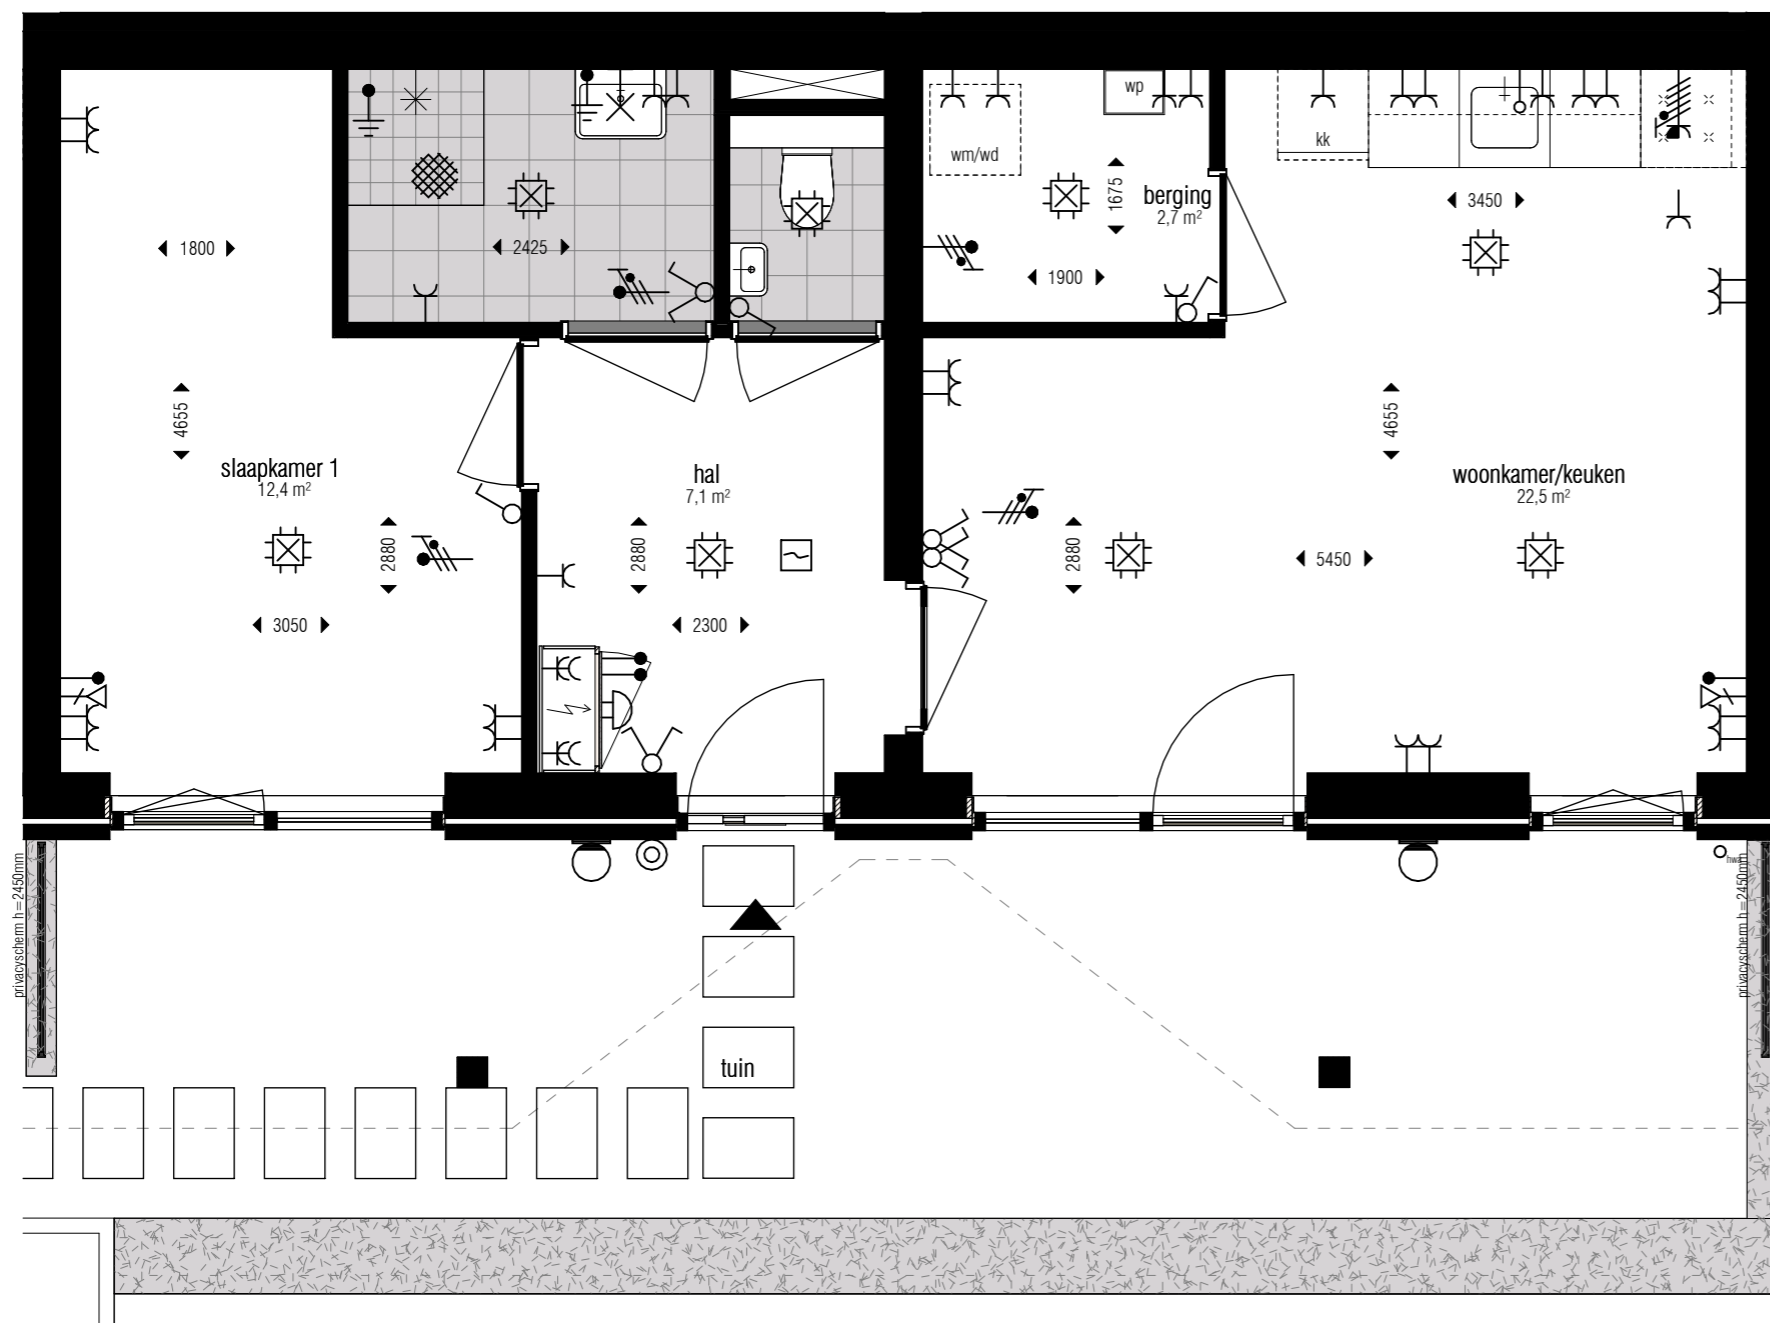 wp
wm/wd
kk
berging
2,7 m²
1675
3450
1800
2425
1900
4655
4655
slaapkamer 1
12,4 m²
hal
7,1 m²
woonkamer/keuken
22,5 m²
2880
2880
2880
5450
3050
2300
privacyscherm h=2450mm
hwa
privacyscherm h=2450mm
tuin